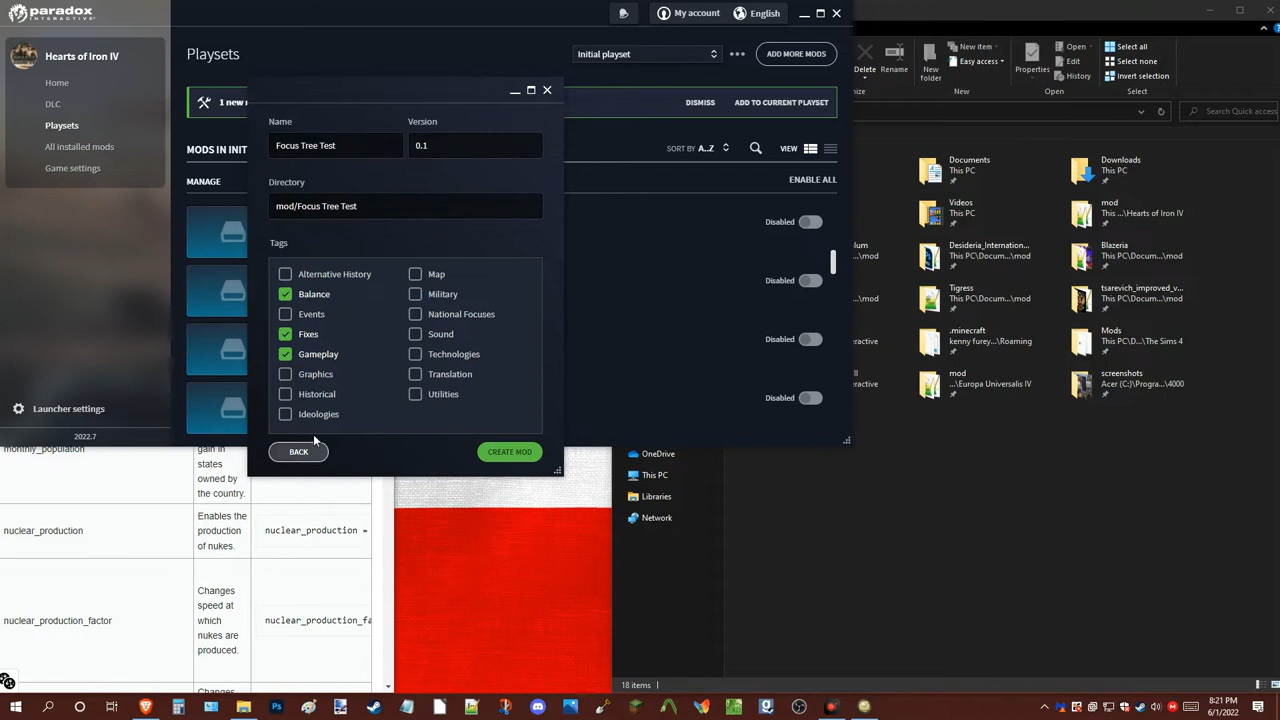 paradox
INTERACTIVE
My account
English
Hearts of Iron IV
Home
DLC
Playsets
All installed mods
Game settings
Launcher settings
2022.7
Playsets
Initial playset
ADD MORE MODS
1 new
DISMISS
ADD TO CURRENT PLAYSET
MODS IN INIT
SORT BY A..Z
VIEW
MANAGE
ENABLE ALL
Disabled
Disabled
Disabled
Disabled
Name
Version
Focus Tree Test
0.1
Directory
mod/Focus Tree Test
Tags
Alternative History
Map
Balance
Military
Events
National Focuses
Fixes
Sound
Gameplay
Technologies
Graphics
Translation
Historical
Utilities
Ideologies
BACK
CREATE MOD
monthly_population
gain in
states
owned by
the country.
nuclear_production
Enables the
production
of nukes.
nuclear_production =
nuclear_production_factor
Changes
speed at
which
nukes are
produced.
nuclear_production_fa
Changes
Delete
Rename
New
folder
New item
Easy access
Properties
Open
Edit
History
Select all
Select none
Invert selection
New
Open
Select
Search Quick access
Documents
This PC
Downloads
This PC
Videos
This PC
mod
This ...\Hearts of Iron IV
Desideria_Internation...
This PC\Docum...\mod
Blazeria
This PC\Docum...\mod
Tigress
This PC\Docum...\mod
tsarevich_improved_v...
This PC\Docum...\mod
.minecraft
kenny furey...\Roaming
Mods
This PC\D...\The Sims 4
mod
...\Europa Universalis IV
screenshots
Acer (C:)\Progra...\4000
OneDrive
This PC
Libraries
Network
18 items
8:21 PM
6/1/2022